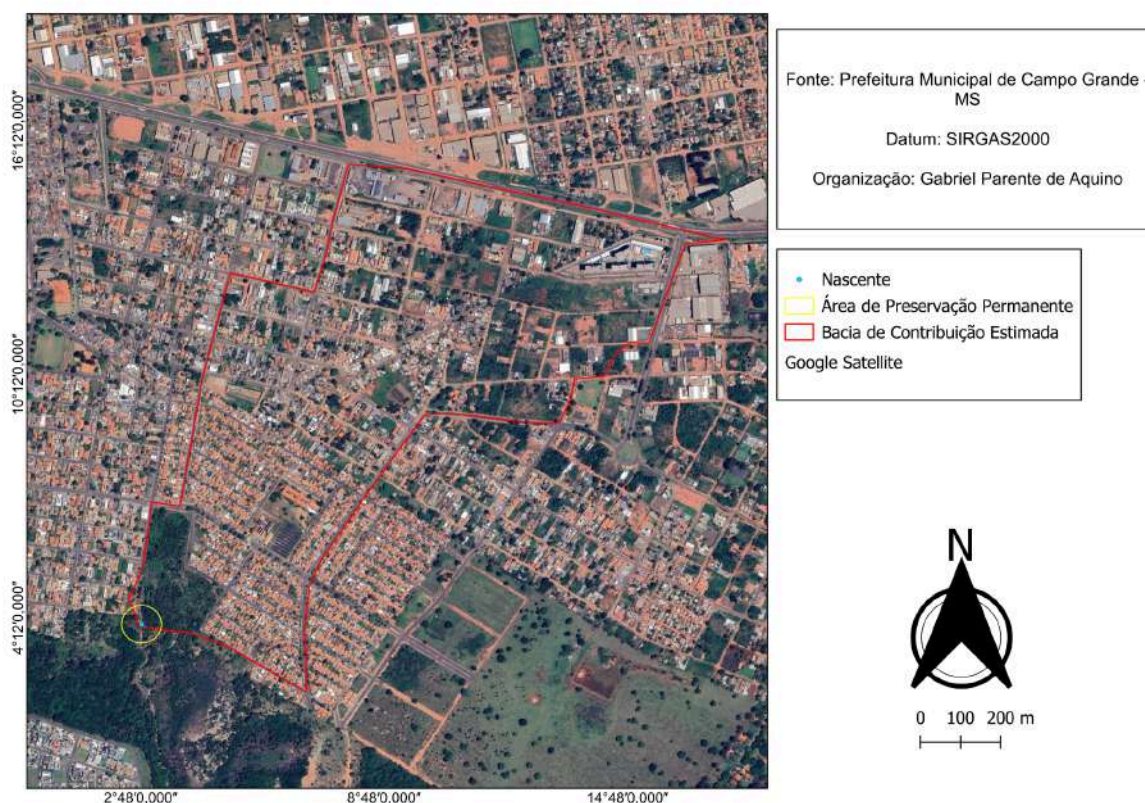 Fonte: Prefeitura Municipal de Campo Grande -
MS
Datum: SIRGAS2000
Organização: Gabriel Parente de Aquino
Nascente
Área de Preservação Permanente
Bacia de Contribuição Estimada
Google Satellite
N
0 100 200 m
16°12'0,000"
10°12'0,000"
4°12'0,000"
2°48'0.000" 8°48'0.000" 14°48'0.000"